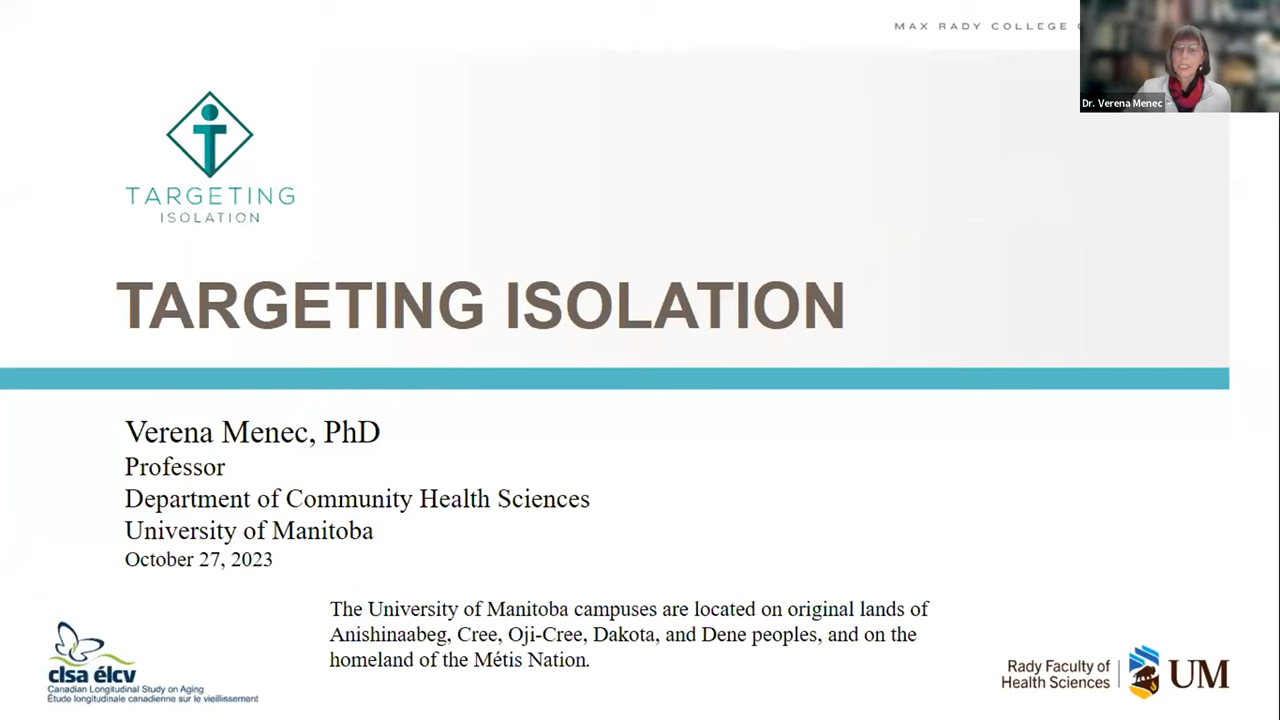 MAX RADY COLLEGE
Dr. Verena Menec
TARGETING
ISOLATION
TARGETING ISOLATION
Verena Menec, PhD
Professor
Department of Community Health Sciences
University of Manitoba
October 27, 2023
The University of Manitoba campuses are located on original lands of
Anishinaabeg, Cree, Oji-Cree, Dakota, and Dene peoples, and on the
homeland of the Métis Nation.
clsa élcv
Canadian Longitudinal Study on Aging
Étude longitudinale canadienne sur le vieillissement
Rady Faculty of
Health Sciences
UM